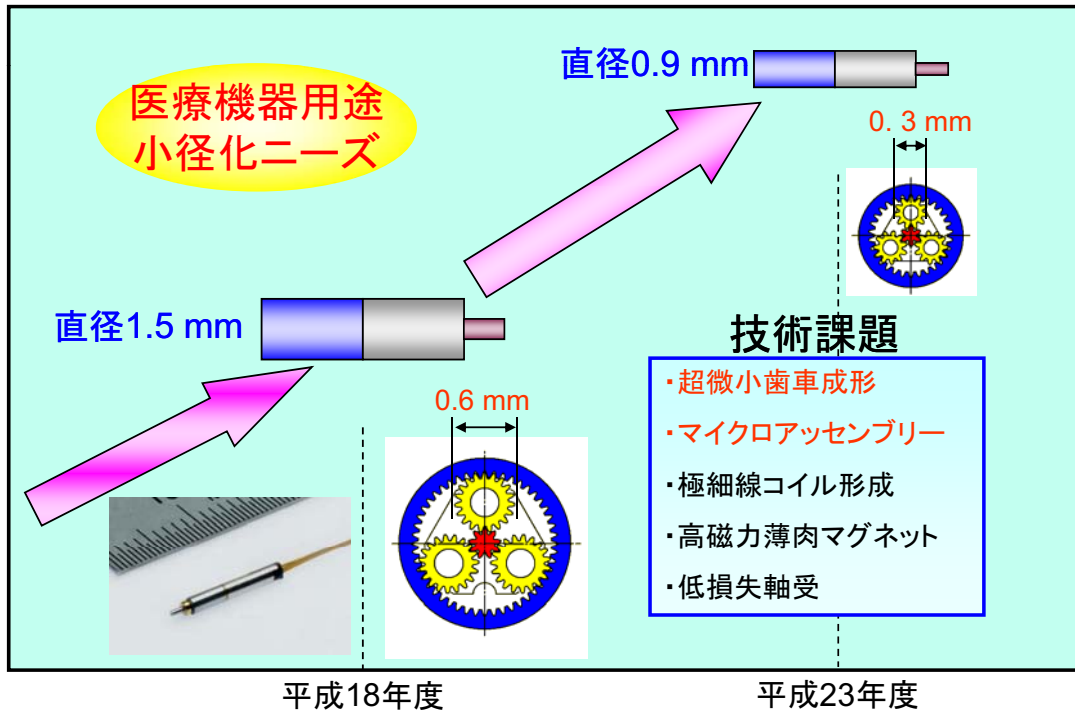 医療機器用途
小径化ニーズ
直径0.9 mm
0. 3 mm
直径1.5 mm
0.6 mm
技術課題
・超微小歯車成形
・マイクロアッセンブリー
・極細線コイル形成
・高磁力薄肉マグネット
・低損失軸受
平成18年度
平成23年度